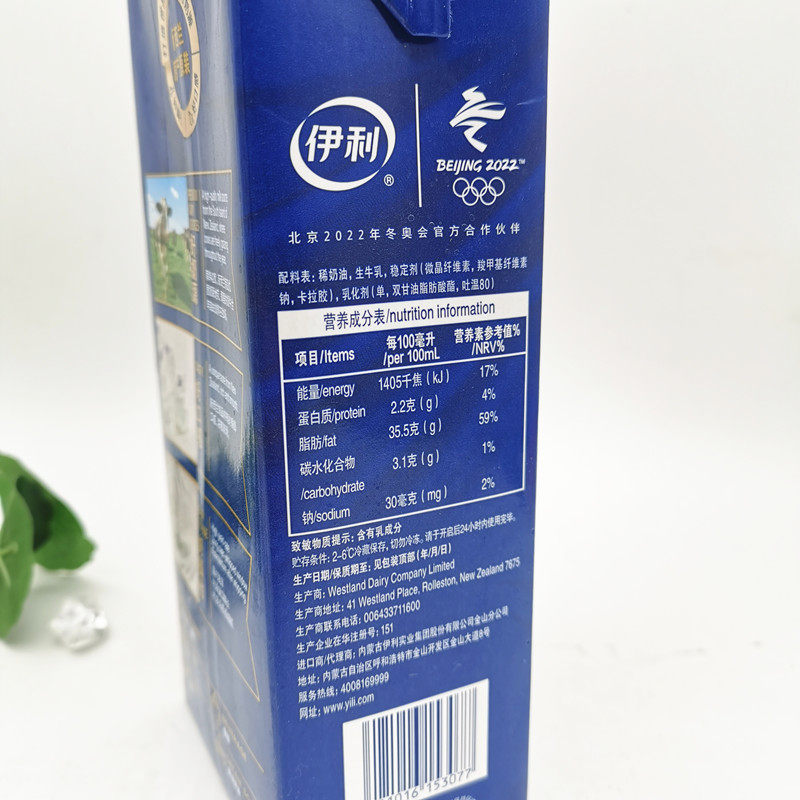 伊利
®
BEIJING 2022™
北京2022年冬奥会官方合作伙伴
配料表: 稀奶油, 生牛乳, 稳定剂 (微晶纤维素, 羧甲基纤维素
钠, 卡拉胶), 乳化剂 (单, 双甘油脂肪酸酯, 吐温80)
营养成分表/nutrition information
项目/Items 每100毫升/per 100mL 营养素参考值%/NRV%
能量/energy 1405千焦 (kJ) 17%
蛋白质/protein 2.2克 (g) 4%
脂肪/fat 35.5克 (g) 59%
碳水化合物/carbohydrate 3.1克 (g) 1%
钠/sodium 30毫克 (mg) 2%
致敏物质提示: 含有乳成分
贮存条件: 2-6℃冷藏保存, 切勿冷冻。请于开启后24小时内使用完毕。
生产日期/保质期至: 见包装顶部 (年/月/日)
生产商: Westland Dairy Company Limited
生产商地址: 41 Westland Place, Rolleston, New Zealand 7675
生产商联系电话: 006433711600
生产企业在华注册号: 151
进口商/代理商: 内蒙古伊利实业集团股份有限公司金山分公司
地址: 内蒙古自治区呼和浩特市金山开发区金山大道8号
服务热线: 4008169999
网址: www.yili.com
4016 153077